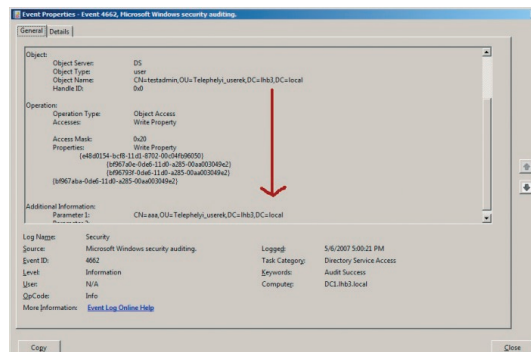 Event Properties - Event 4662, Microsoft Windows security auditing.
General Details
Object:
Object Server: DS
Object Type: user
Object Name: CN=testadmin,OU=Telephelyi_userek,DC=lhb3,DC=local
Handle ID: 0x0
Operation:
Operation Type: Object Access
Accesses: Write Property
Access Mask: 0x20
Properties: Write Property
{e48d0154-bcf8-11d1-8702-00c04fb96050}
{bf967a0e-0de6-11d0-a285-00aa003049e2}
{bf96793f-0de6-11d0-a285-00aa003049e2}
{bf967aba-0de6-11d0-a285-00aa003049e2}
Additional Information:
Parameter 1: CN=aaa,OU=Telephelyi_userek,DC=lhb3,DC=local
Log Name: Security
Source: Microsoft Windows security auditing. Logged: 5/6/2007 5:00:21 PM
Event ID: 4662 Task Category: Directory Service Access
Level: Information Keywords: Audit Success
User: N/A Computer: DC1.lhb3.local
OpCode: Info
More Information: Event Log Online Help
Copy Close